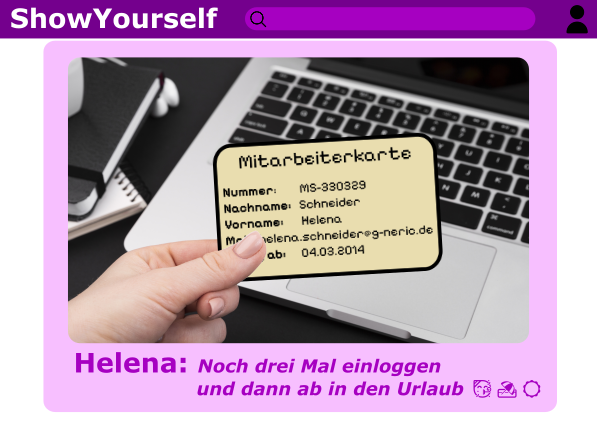 ShowYourself
Mitarbeiterkarte
Nummer: MS-330329
Nachname: Schneider
Vorname: Helena
helena.schneider@g-neric.de
ab: 04.03.2014
command
Helena: Noch drei Mal einloggen
und dann ab in den Urlaub